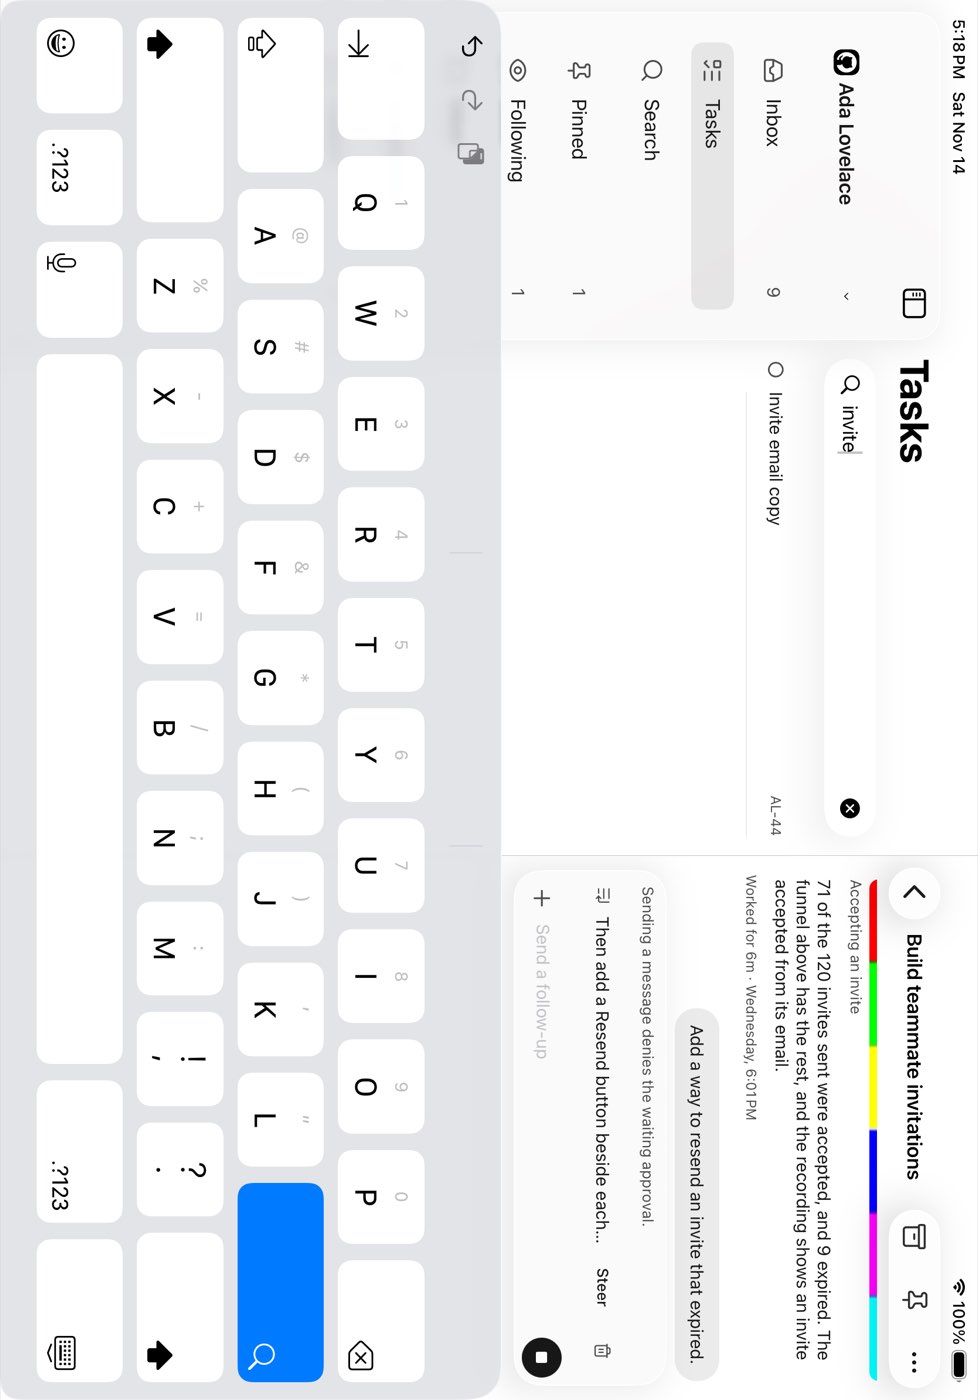 5:18 PM Sat Nov 14
100%
Ada Lovelace
Inbox 9
Tasks
Search
Pinned 1
Following 1
Tasks
invite
Invite email copy AL-44
Build teammate invitations
Accepting an invite
71 of the 120 invites sent were accepted, and 9 expired. The
funnel above has the rest, and the recording shows an invite
accepted from its email.
Worked for 6m · Wednesday, 6:01 PM
Add a way to resend an invite that expired.
Sending a message denies the waiting approval.
Then add a Resend button beside each... Steer
Send a follow-up
1 2 3 4 5 6 7 8 9 0
Q W E R T Y U I O P
@ # $ & * ( ) ' "
A S D F G H J K L
% - + = / ; : ! ?
Z X C V B N M , .
.?123 .?123